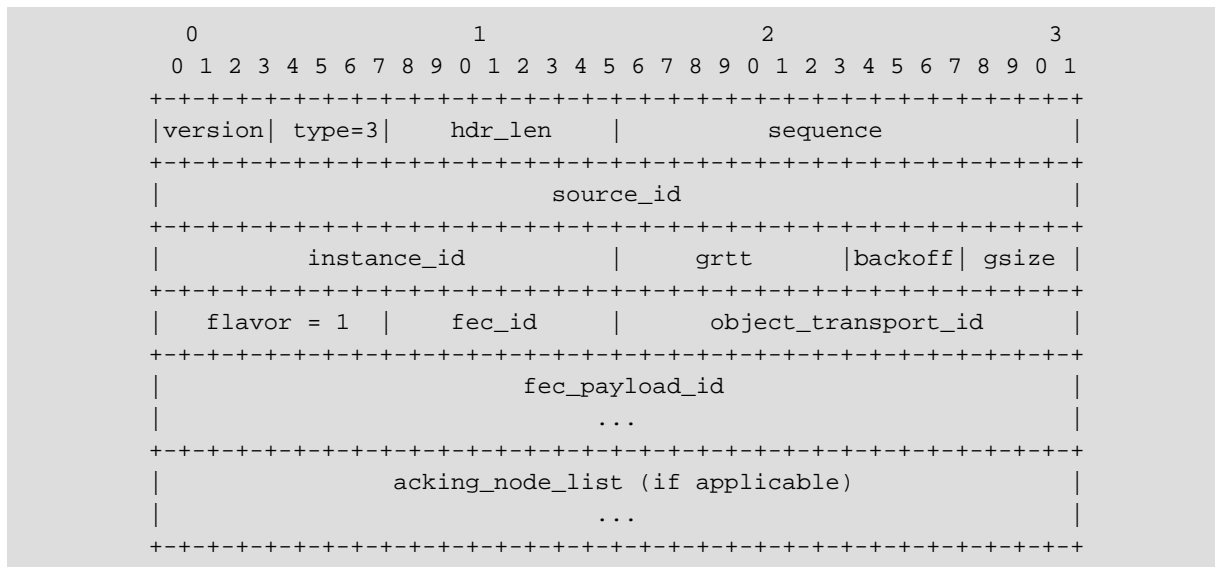 0                   1                   2                   3
 0 1 2 3 4 5 6 7 8 9 0 1 2 3 4 5 6 7 8 9 0 1 2 3 4 5 6 7 8 9 0 1
+-+-+-+-+-+-+-+-+-+-+-+-+-+-+-+-+-+-+-+-+-+-+-+-+-+-+-+-+-+-+-+-+
|version| type=3|    hdr_len    |          sequence             |
+-+-+-+-+-+-+-+-+-+-+-+-+-+-+-+-+-+-+-+-+-+-+-+-+-+-+-+-+-+-+-+-+
|                           source_id                           |
+-+-+-+-+-+-+-+-+-+-+-+-+-+-+-+-+-+-+-+-+-+-+-+-+-+-+-+-+-+-+-+-+
|          instance_id          |     grtt      |backoff| gsize |
+-+-+-+-+-+-+-+-+-+-+-+-+-+-+-+-+-+-+-+-+-+-+-+-+-+-+-+-+-+-+-+-+
|   flavor = 1  |    fec_id     |      object_transport_id      |
+-+-+-+-+-+-+-+-+-+-+-+-+-+-+-+-+-+-+-+-+-+-+-+-+-+-+-+-+-+-+-+-+
|                         fec_payload_id                        |
|                              ...                              |
+-+-+-+-+-+-+-+-+-+-+-+-+-+-+-+-+-+-+-+-+-+-+-+-+-+-+-+-+-+-+-+-+
|                acking_node_list (if applicable)               |
|                              ...                              |
+-+-+-+-+-+-+-+-+-+-+-+-+-+-+-+-+-+-+-+-+-+-+-+-+-+-+-+-+-+-+-+-+